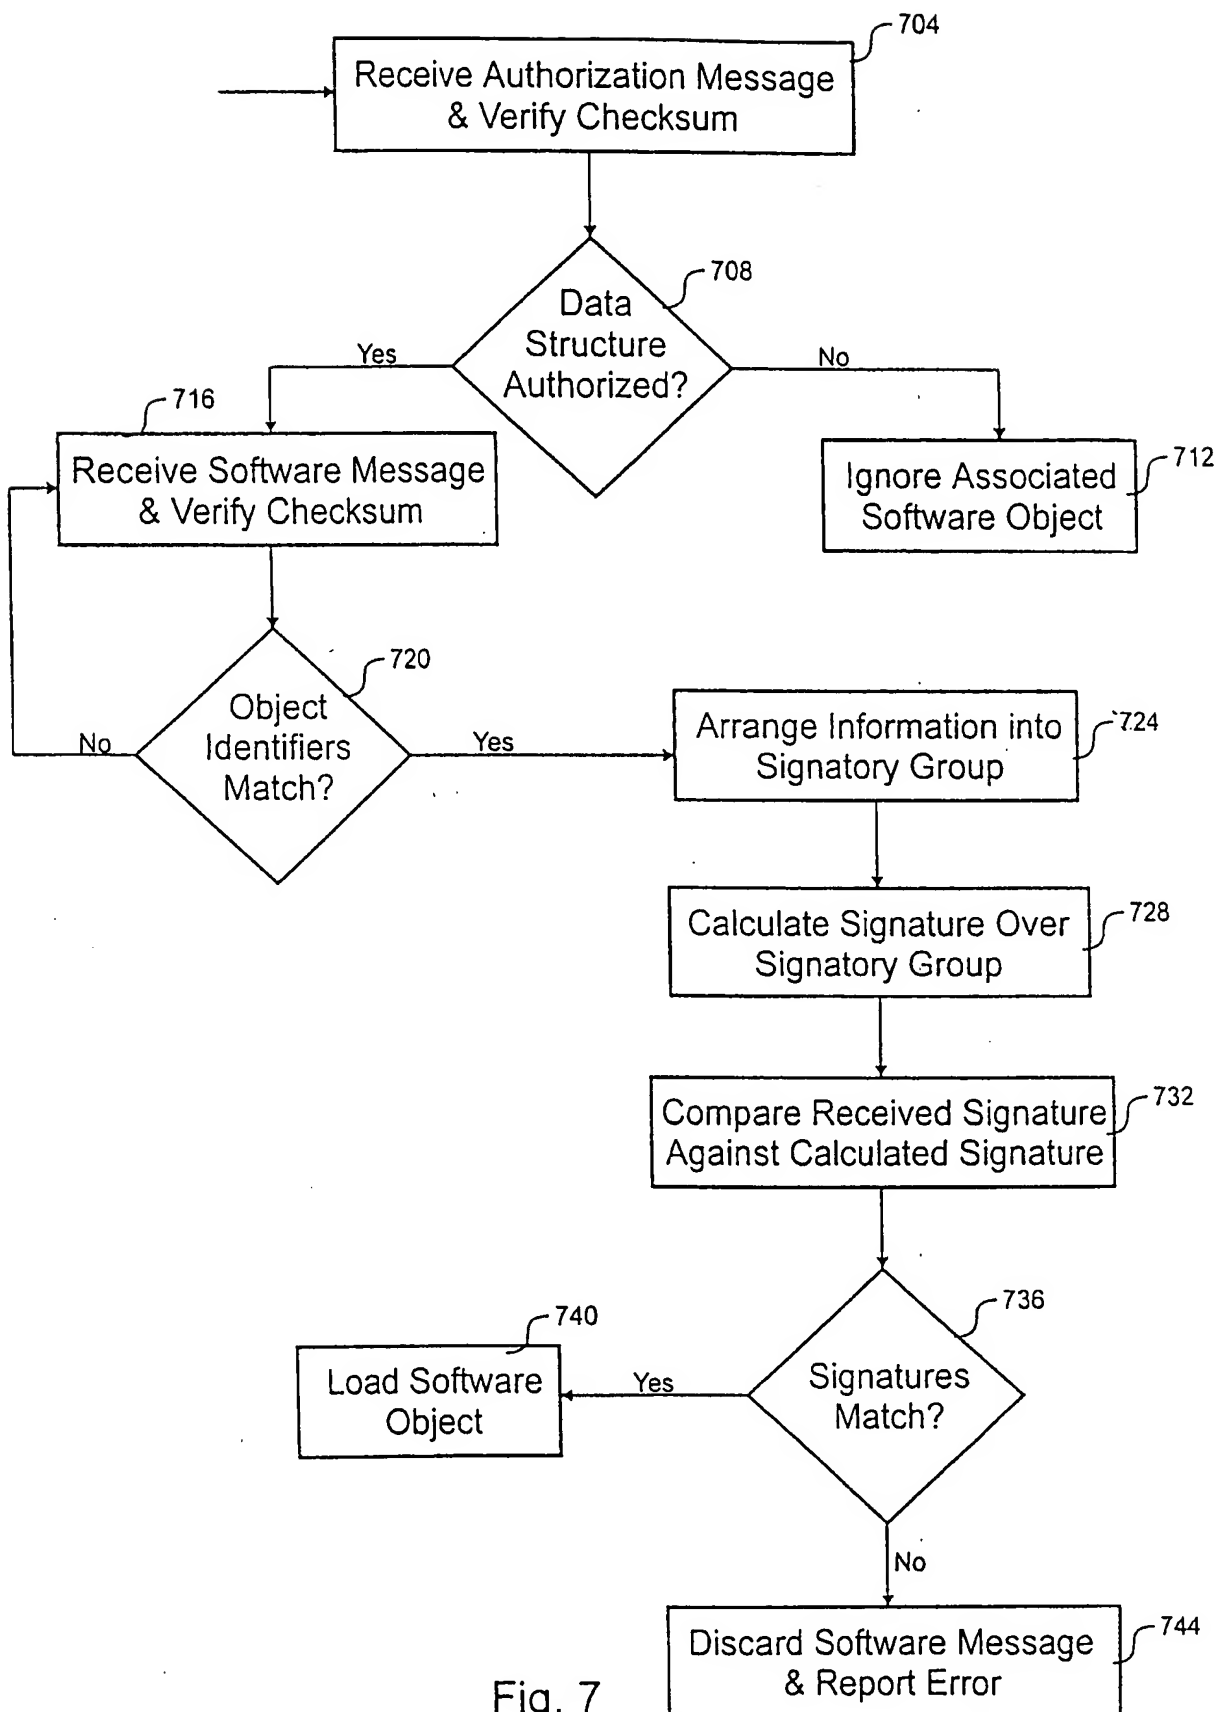 704
Receive Authorization Message
& Verify Checksum
708
Data
Structure
Authorized?
Yes
No
716
Receive Software Message
& Verify Checksum
712
Ignore Associated
Software Object
720
Object
Identifiers
Match?
No
Yes
724
Arrange Information into
Signatory Group
728
Calculate Signature Over
Signatory Group
732
Compare Received Signature
Against Calculated Signature
736
Signatures
Match?
740
Load Software
Object
Yes
No
744
Discard Software Message
& Report Error
Fig. 7